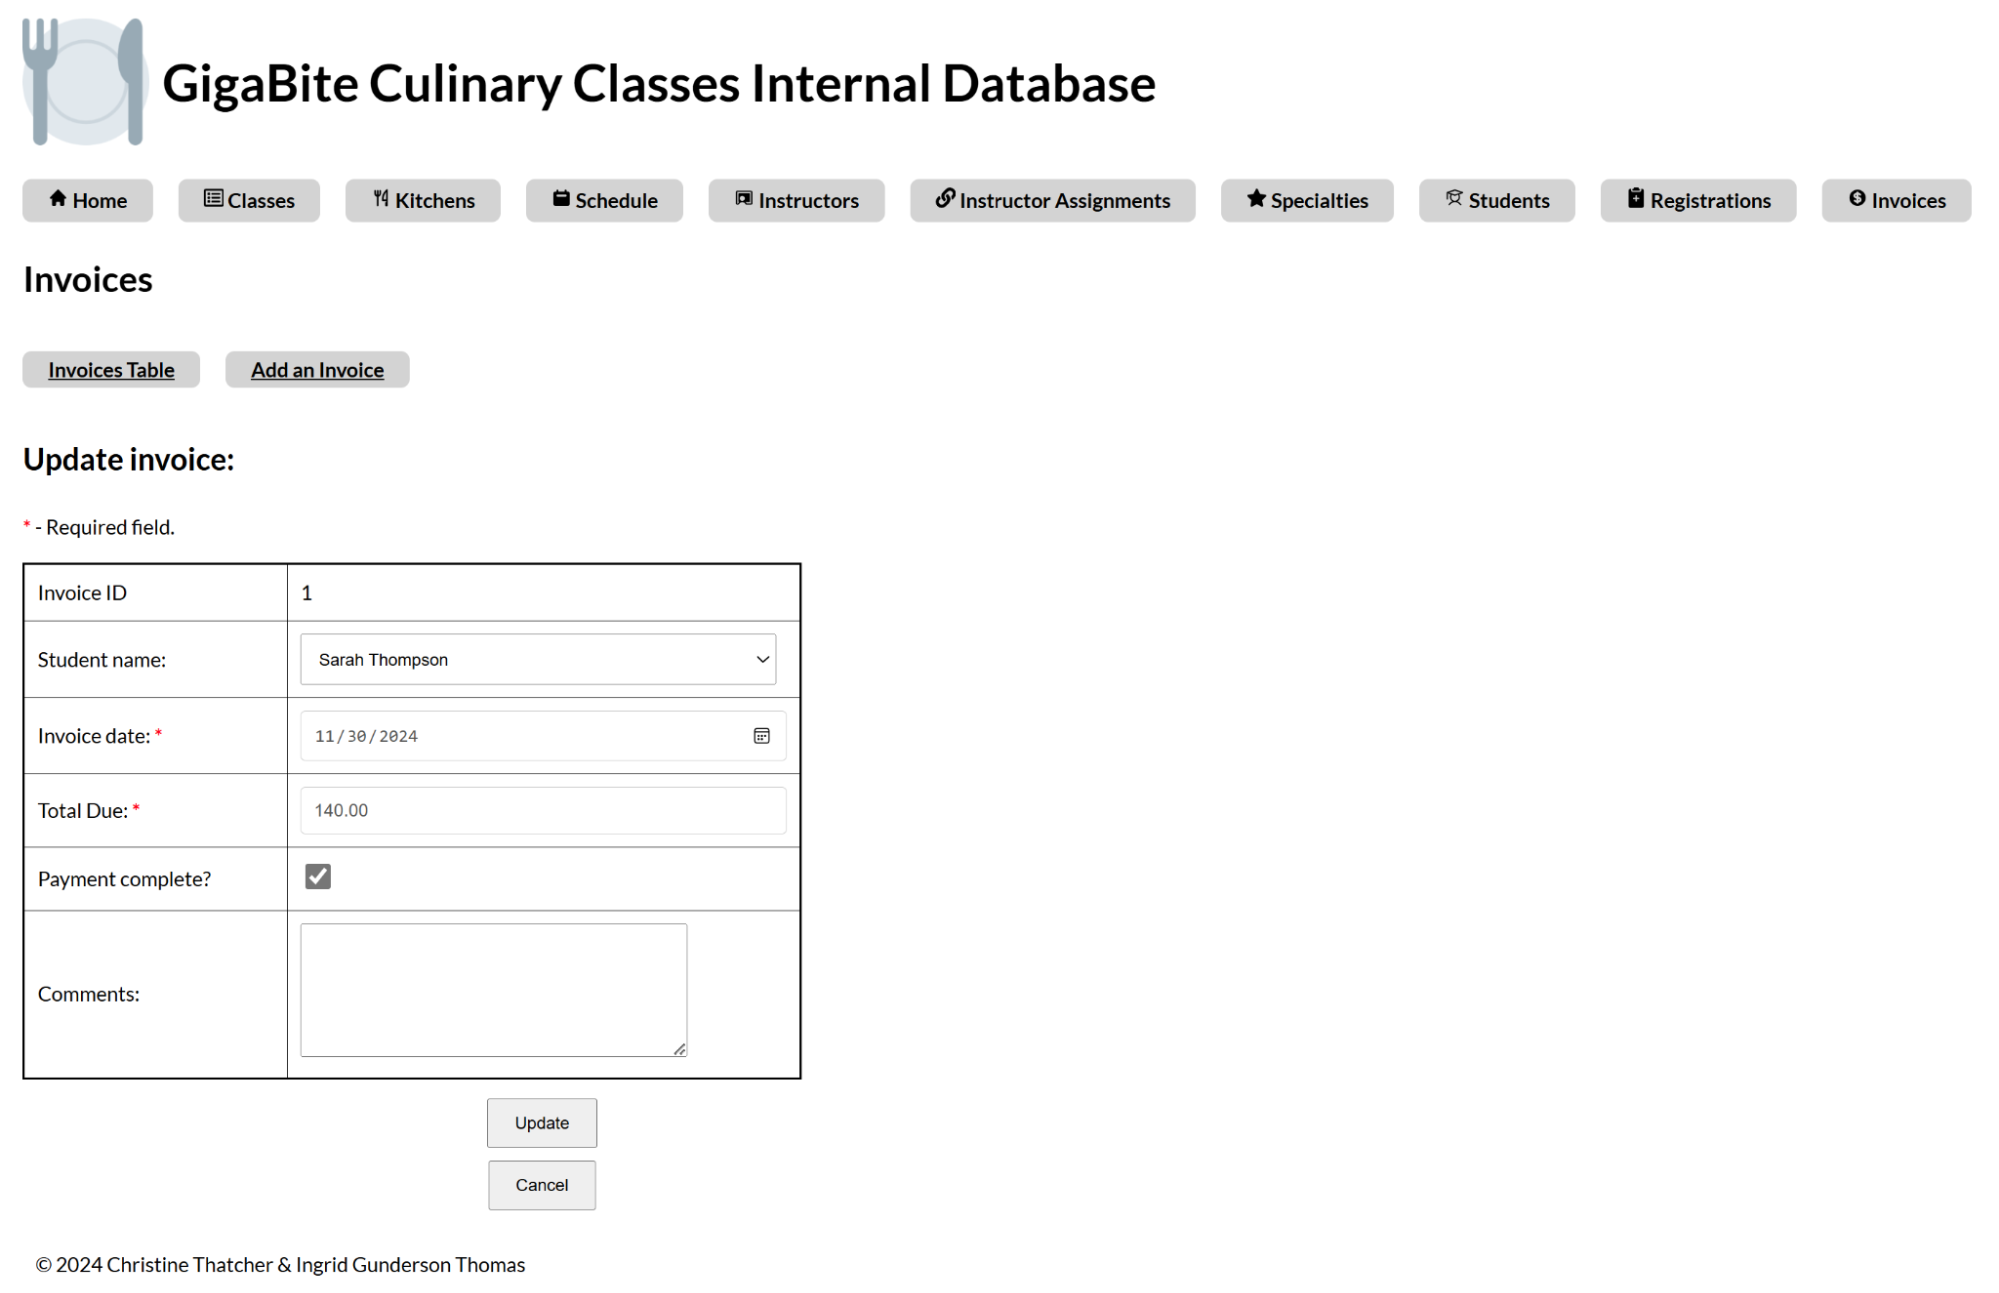 GigaBite Culinary Classes Internal Database
Home Classes Kitchens Schedule Instructors Instructor Assignments Specialties Students Registrations Invoices
Invoices
Invoices Table Add an Invoice
Update invoice:
* - Required field.
Invoice ID 1
Student name: Sarah Thompson
Invoice date: * 11/30/2024
Total Due: * 140.00
Payment complete?
Comments:
Update
Cancel
© 2024 Christine Thatcher & Ingrid Gunderson Thomas